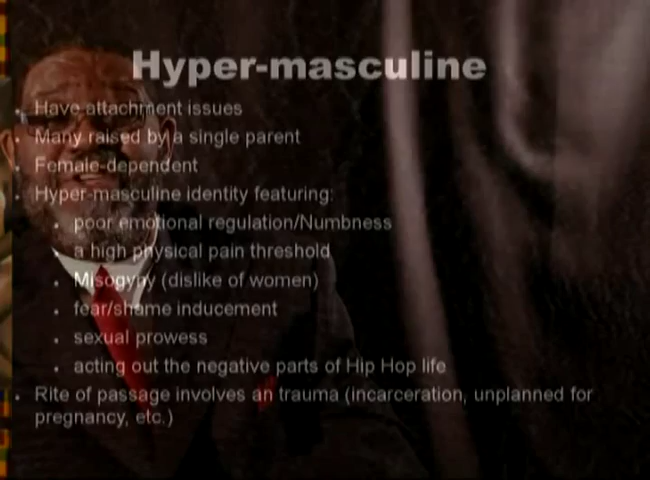 Hyper-masculine
Have attachment issues
Many raised by a single parent
Female-dependent
Hyper-masculine identity featuring:
poor emotional regulation/Numbness
a high physical pain threshold
Misogyny (dislike of women)
fear/shame inducement
sexual prowess
acting out the negative parts of Hip Hop life
Rite of passage involves an trauma (incarceration, unplanned for
pregnancy, etc.)